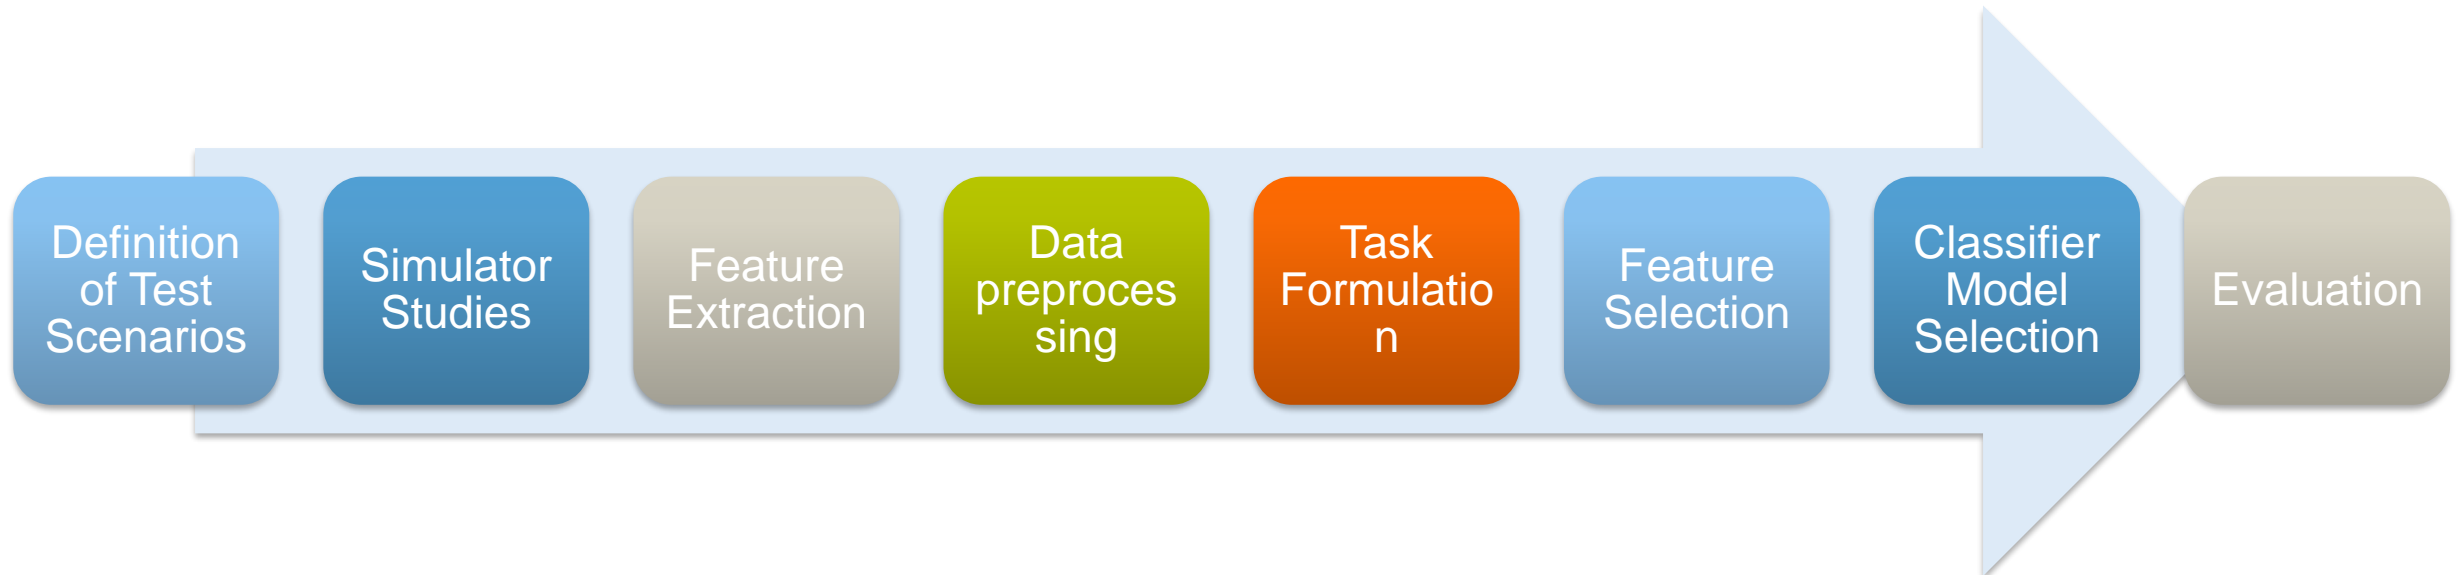 Definition
of Test
Scenarios
Simulator
Studies
Feature
Extraction
Data
preproces
sing
Task
Formulatio
n
Feature
Selection
Classifier
Model
Selection
Evaluation